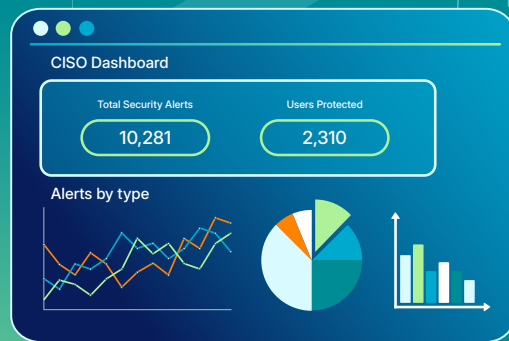 CISO Dashboard
Total Security Alerts
Users Protected
10,281
2,310
Alerts by type